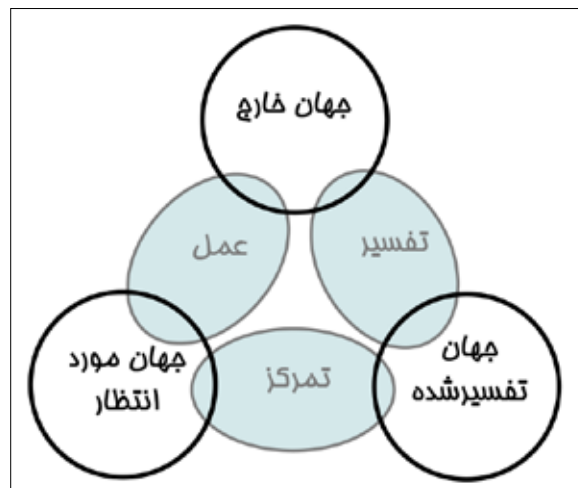 جهان خارج
عمل
تفسیر
جهان مورد
انتظار
تمرکز
جهان
تفسیرشده